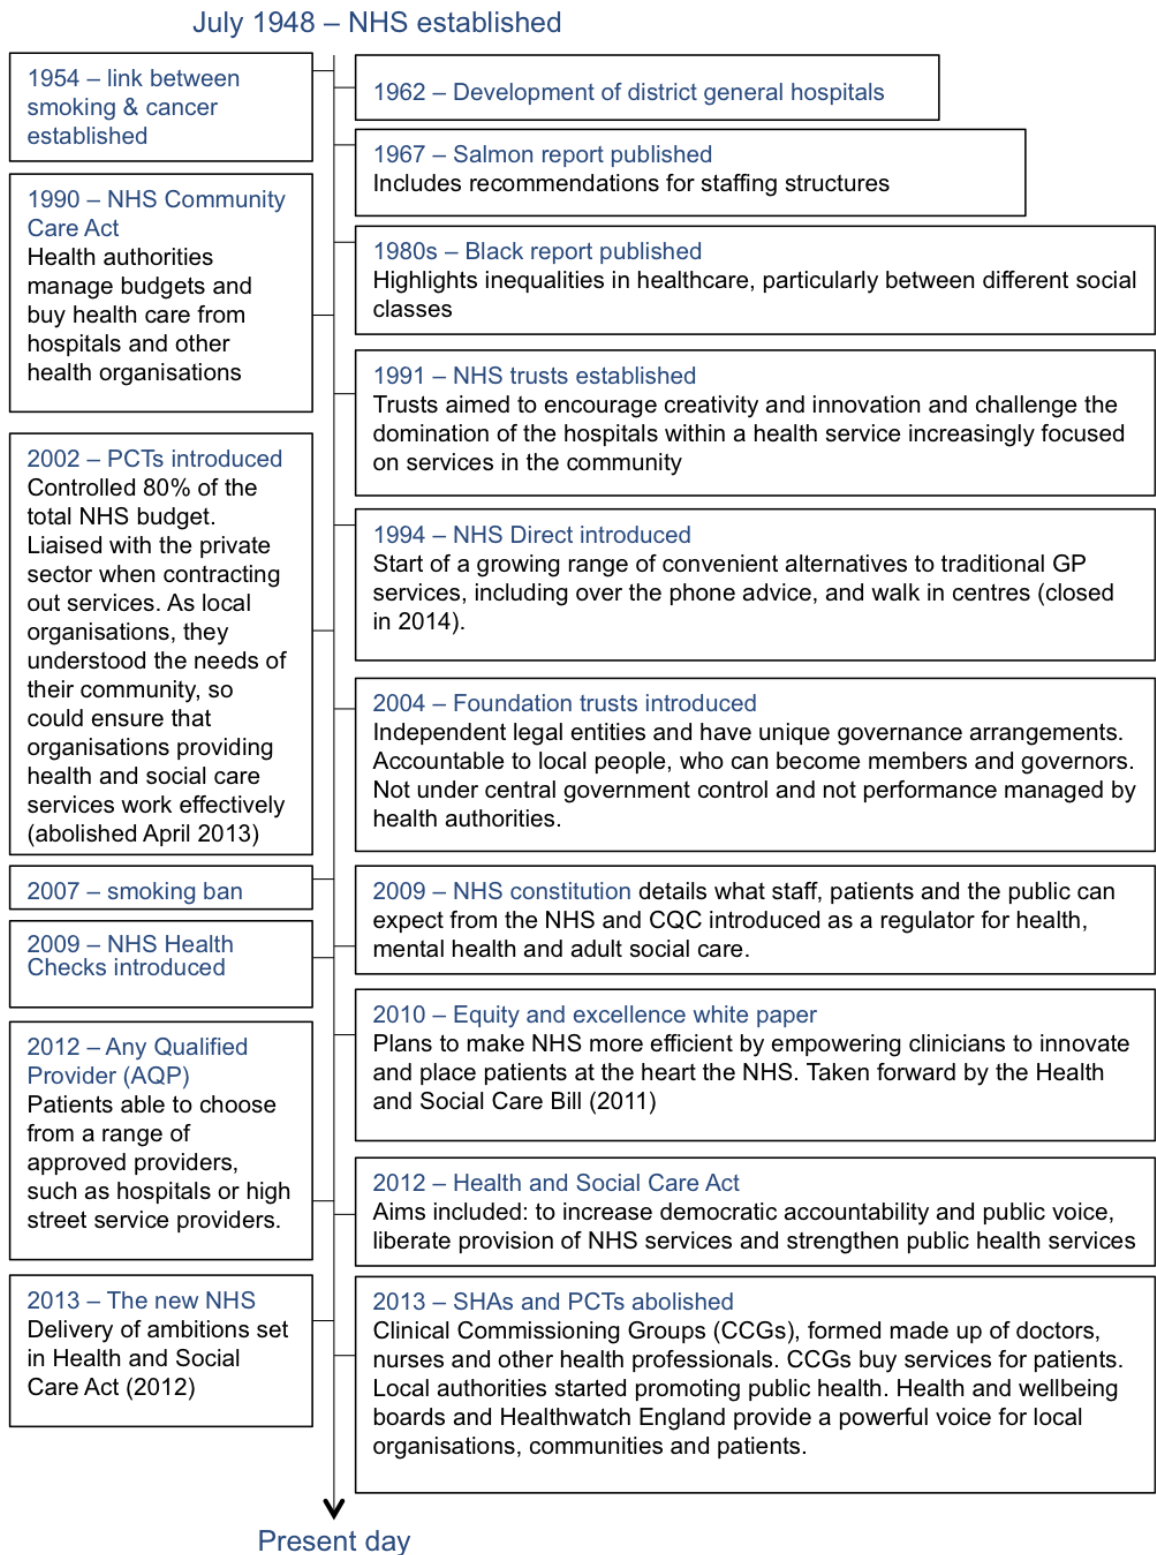 July 1948 – NHS established
1954 – link between
smoking & cancer
established
1962 – Development of district general hospitals
1967 – Salmon report published
Includes recommendations for staffing structures
1990 – NHS Community
Care Act
Health authorities
manage budgets and
buy health care from
hospitals and other
health organisations
1980s – Black report published
Highlights inequalities in healthcare, particularly between different social
classes
1991 – NHS trusts established
Trusts aimed to encourage creativity and innovation and challenge the
domination of the hospitals within a health service increasingly focused
on services in the community
2002 – PCTs introduced
Controlled 80% of the
total NHS budget.
Liaised with the private
sector when contracting
out services. As local
organisations, they
understood the needs of
their community, so
could ensure that
organisations providing
health and social care
services work effectively
(abolished April 2013)
1994 – NHS Direct introduced
Start of a growing range of convenient alternatives to traditional GP
services, including over the phone advice, and walk in centres (closed
in 2014).
2004 – Foundation trusts introduced
Independent legal entities and have unique governance arrangements.
Accountable to local people, who can become members and governors.
Not under central government control and not performance managed by
health authorities.
2007 – smoking ban
2009 – NHS constitution details what staff, patients and the public can
expect from the NHS and CQC introduced as a regulator for health,
mental health and adult social care.
2009 – NHS Health
Checks introduced
2010 – Equity and excellence white paper
Plans to make NHS more efficient by empowering clinicians to innovate
and place patients at the heart the NHS. Taken forward by the Health
and Social Care Bill (2011)
2012 – Any Qualified
Provider (AQP)
Patients able to choose
from a range of
approved providers,
such as hospitals or high
street service providers.
2012 – Health and Social Care Act
Aims included: to increase democratic accountability and public voice,
liberate provision of NHS services and strengthen public health services
2013 – The new NHS
Delivery of ambitions set
in Health and Social
Care Act (2012)
2013 – SHAs and PCTs abolished
Clinical Commissioning Groups (CCGs), formed made up of doctors,
nurses and other health professionals. CCGs buy services for patients.
Local authorities started promoting public health. Health and wellbeing
boards and Healthwatch England provide a powerful voice for local
organisations, communities and patients.
Present day